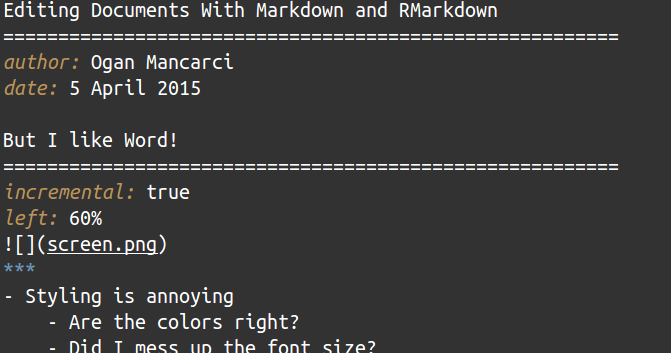 Editing Documents With Markdown and RMarkdown
========================================================
author: Ogan Mancarci
date: 5 April 2015

But I like Word!
========================================================
incremental: true
left: 60%
![](screen.png)
***
- Styling is annoying
    - Are the colors right?
    - Did I mess up the font size?